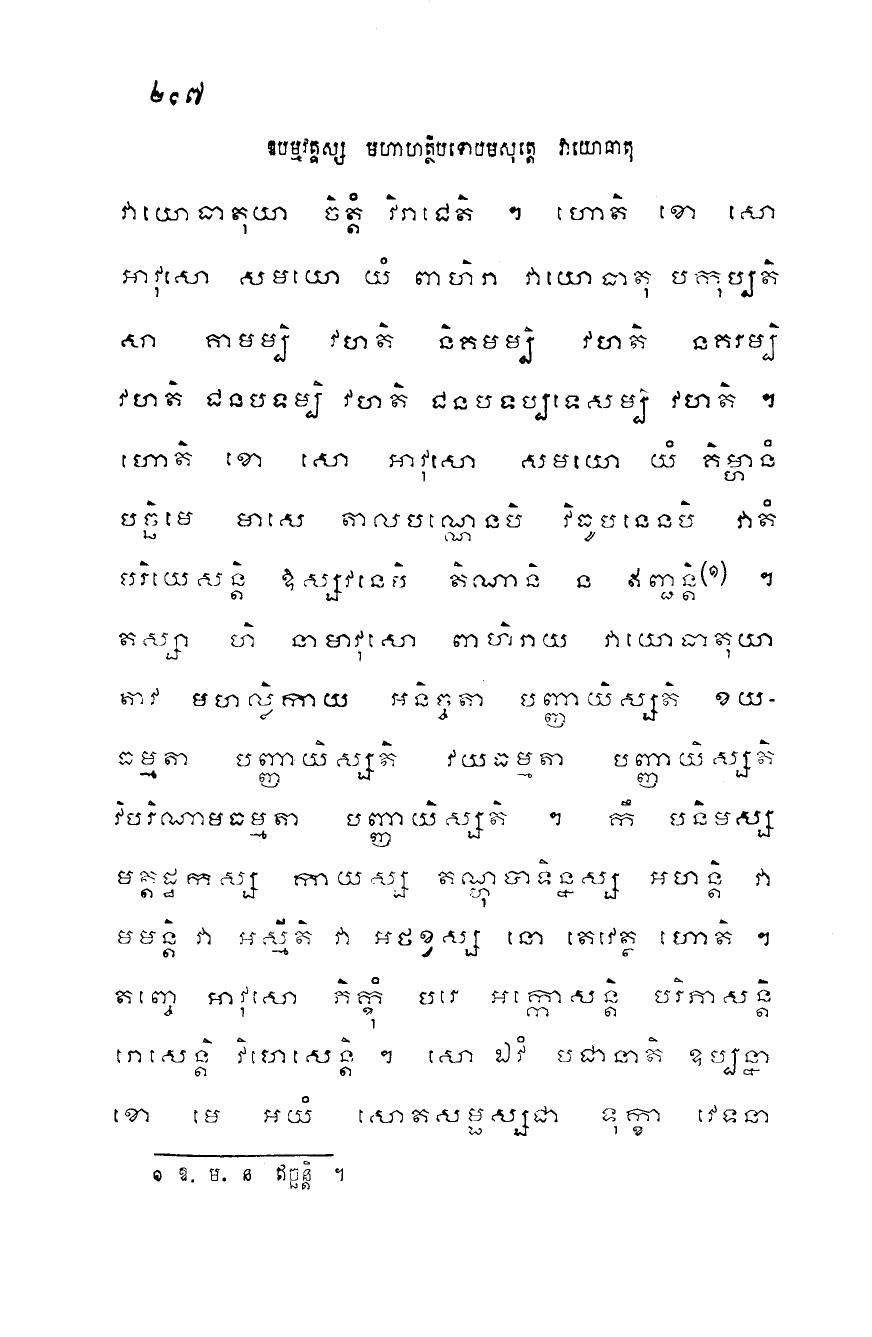 ២៩៧
ឱបម្មវគ្គស្ស មហាហត្ថិបទោបមសុត្តេ វាយោធាតុ
វាយោធាតុយា ចិត្តំ វិរាជេតិ ។ ហោតិ ខោ សោ
អាវុសោ សមយោ យំ ពាហិរា វាយោធាតុ បកុប្បតិ
សា គាមម្បិ វហតិ និគមម្បិ វហតិ នគរម្បិ
វហតិ ជនបទម្បិ វហតិ ជនបទប្បទេសម្បិ វហតិ ។
ហោតិ ខោ សោ អាវុសោ សមយោ យំ គិម្ហានំ
បច្ឆិមេ មាសេ តាលបណ្ណេនបិ វិធូបនេនបិ វាតំ
បរិយេសន្តិ ឱស្សវនេបិ តិណានិ ន ឥញ្ជន្តិ(១) ។
តស្សា ហិ នាមាវុសោ ពាហិរាយ វាយោធាតុយា
តាវ មហល្លិកាយ អនិច្ចតា បញ្ញាយិស្សតិ ខយ-
ធម្មតា បញ្ញាយិស្សតិ វយធម្មតា បញ្ញាយិស្សតិ
វិបរិណាមធម្មតា បញ្ញាយិស្សតិ ។ កឹ បនិមស្ស
មត្តដ្ឋកស្ស កាយស្ស តណ្ហុបាទិន្នស្ស អហន្តិ វា
មមន្តិ វា អស្មីតិ វា អថខ្វស្ស នោ តេវេត្ថ ហោតិ ។
តញ្ចេ អាវុសោ ភិក្ខុំ បរេ អក្កោសន្តិ បរិភាសន្តិ
រោសេន្តិ វិហេសេន្តិ ។ សោ ឯវំ បជានាតិ ឧប្បន្នា
ខោ មេ អយំ សោតសម្ផស្សជា ទុក្ខា វេទនា
១ ឱ. ម. ន ឥច្ឆន្តិ ។